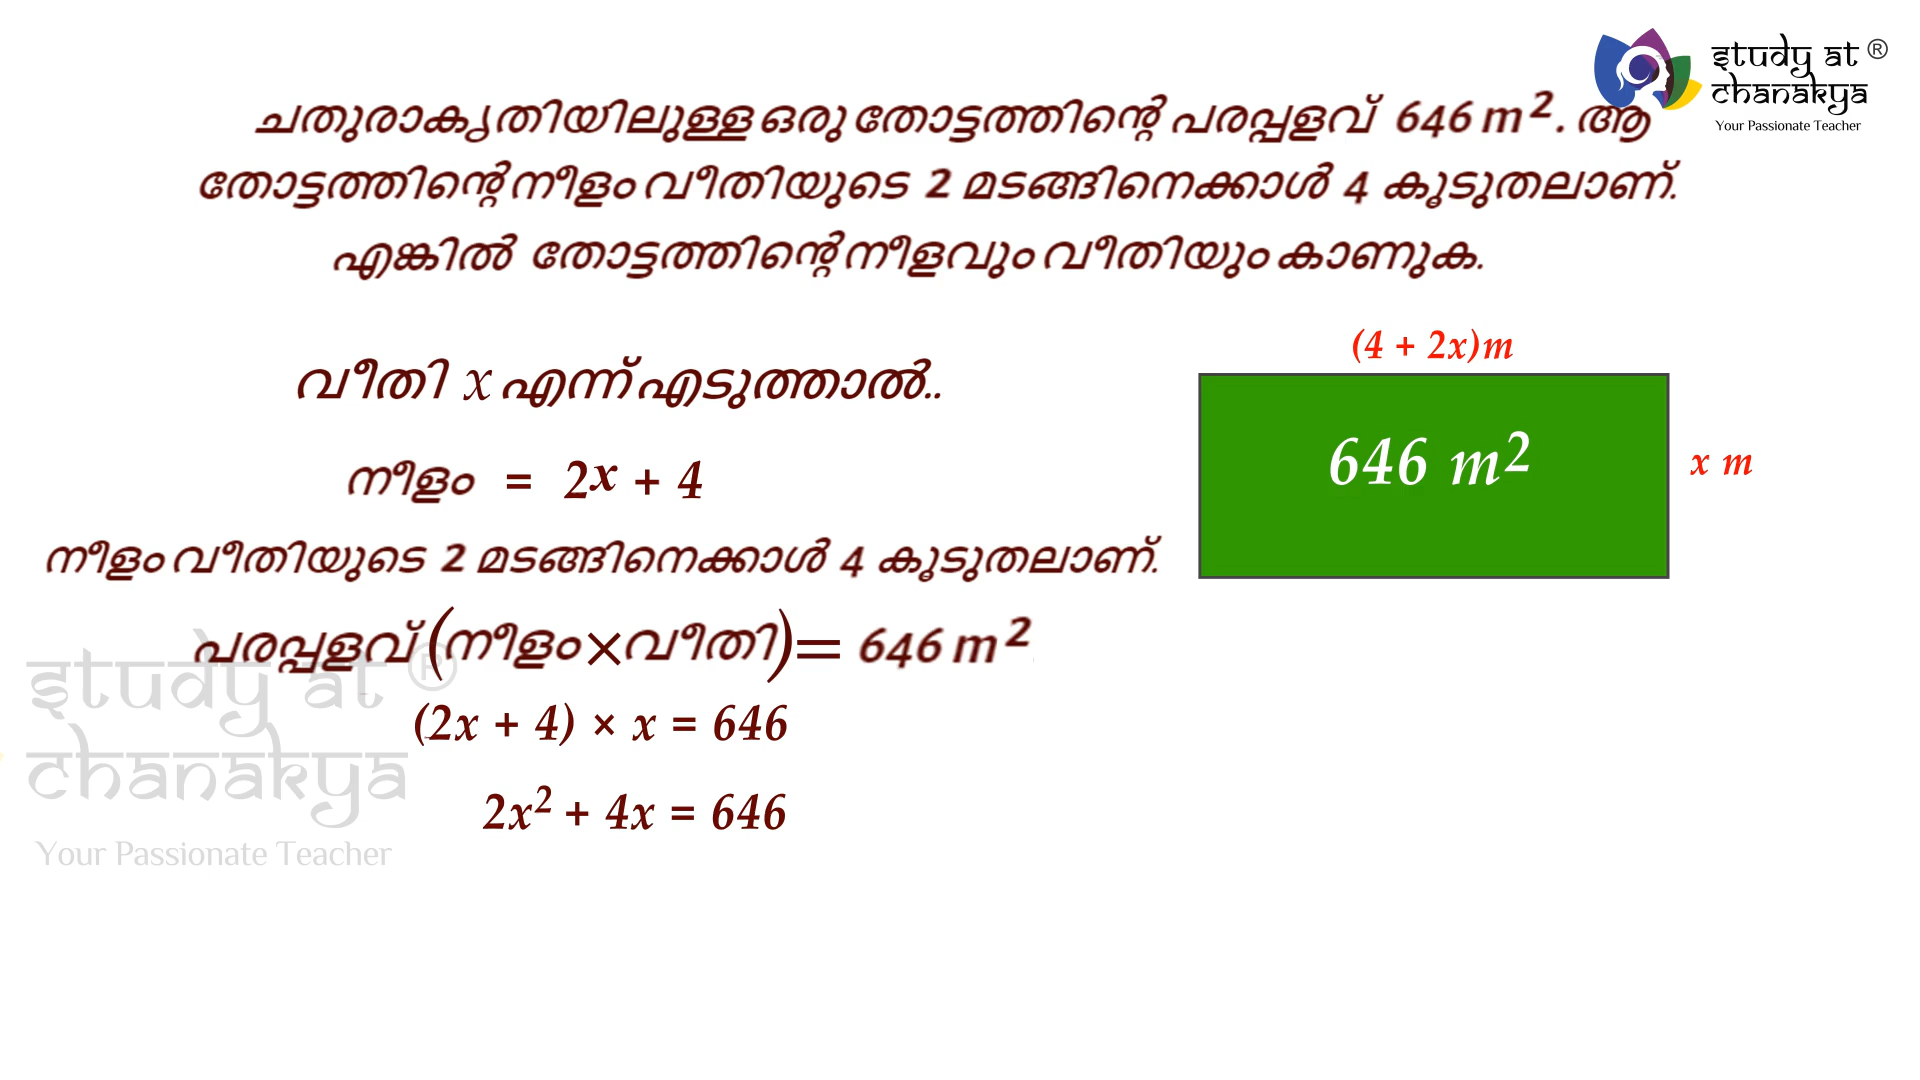 study at ®
chanakya
Your Passionate Teacher
ചതുരാകൃതിയിലുള്ള ഒരു തോട്ടത്തിന്റെ പരപ്പളവ് 646 m². ആ
തോട്ടത്തിന്റെ നീളം വീതിയുടെ 2 മടങ്ങിനെക്കാൾ 4 കൂടുതലാണ്.
എങ്കിൽ തോട്ടത്തിന്റെ നീളവും വീതിയും കാണുക.
(4 + 2x)m
വീതി x എന്ന് എടുത്താൽ..
646 m²
x m
നീളം = 2x + 4
നീളം വീതിയുടെ 2 മടങ്ങിനെക്കാൾ 4 കൂടുതലാണ്.
പരപ്പളവ് (നീളം×വീതി)= 646 m²
(2x + 4) × x = 646
2x² + 4x = 646
study at ®
chanakya
Your Passionate Teacher